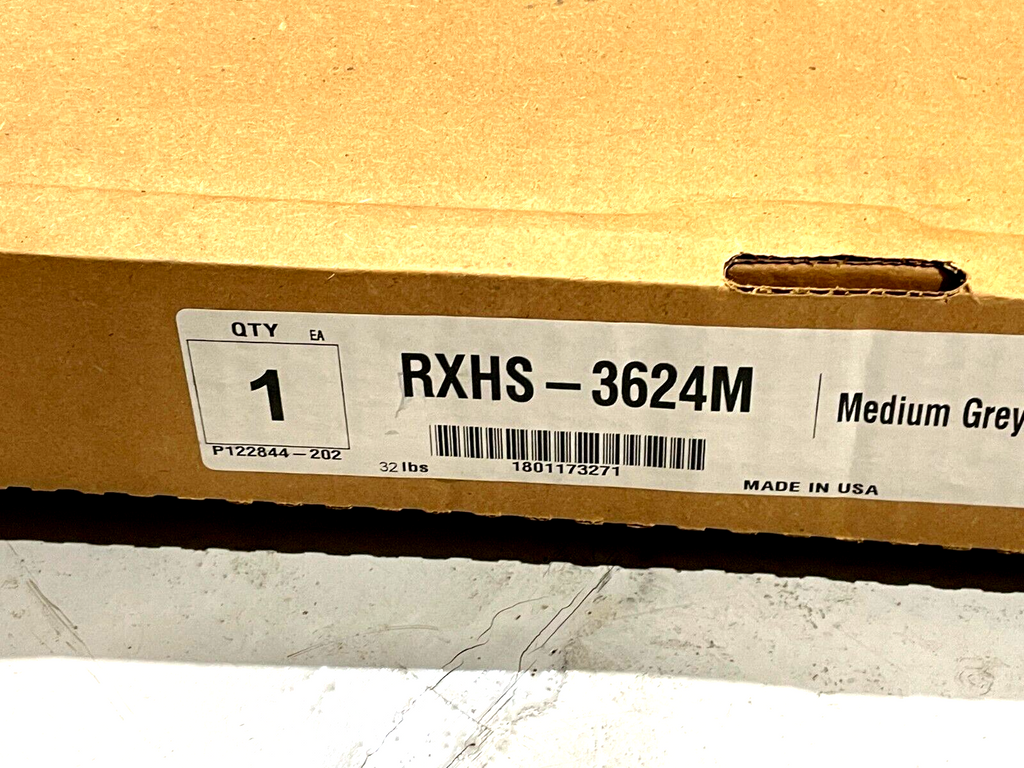 QTY EA
1
P122844-202
RXHS-3624M
32 lbs
1801173271
Medium Grey
MADE IN USA